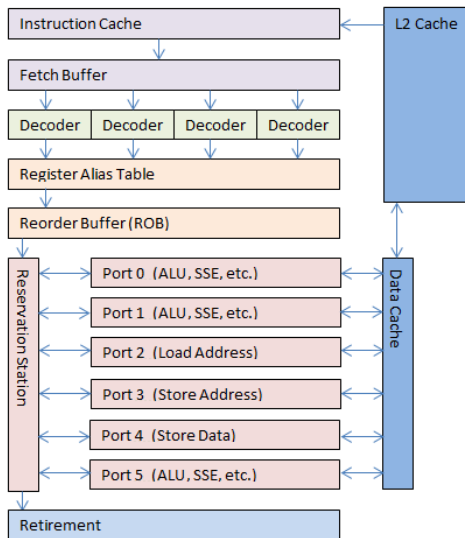 Instruction Cache
L2 Cache
Fetch Buffer
Decoder
Decoder
Decoder
Decoder
Register Alias Table
Reorder Buffer (ROB)
Reservation Station
Port 0 (ALU, SSE, etc.)
Port 1 (ALU, SSE, etc.)
Port 2 (Load Address)
Port 3 (Store Address)
Port 4 (Store Data)
Port 5 (ALU, SSE, etc.)
Data Cache
Retirement